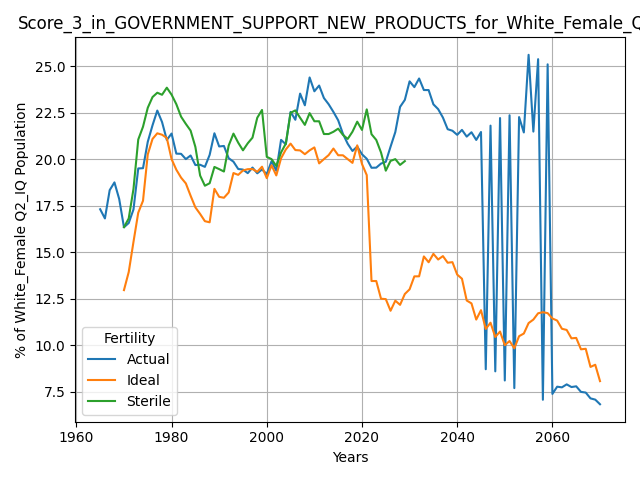 Score_3_in_GOVERNMENT_SUPPORT_NEW_PRODUCTS_for_White_Female_Q
% of White_Female Q2_IQ Population
25.0
22.5
20.0
17.5
15.0
12.5
10.0
7.5
Fertility
Actual
Ideal
Sterile
1960 1980 2000 2020 2040 2060
Years